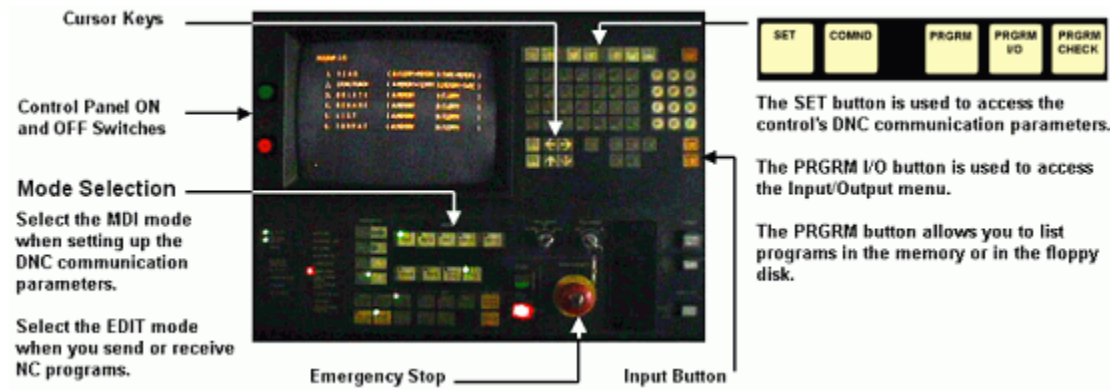 Cursor Keys
Control Panel ON
and OFF Switches
Mode Selection
Select the MDI mode
when setting up the
DNC communication
parameters.
Select the EDIT mode
when you send or receive
NC programs.
Emergency Stop
Input Button
SET
COMND
PRGRM
PRGRM
I/O
PRGRM
CHECK
The SET button is used to access the
control's DNC communication parameters.
The PRGRM I/O button is used to access
the Input/Output menu.
The PRGRM button allows you to list
programs in the memory or in the floppy
disk.